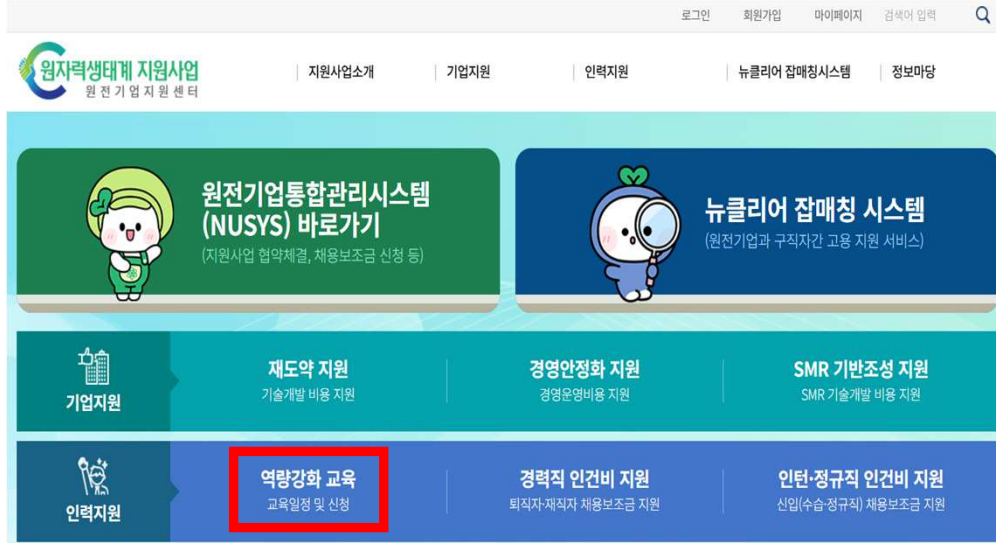 로그인 회원가입 마이페이지 검색어 입력
원자력생태계 지원사업
원전기업지원센터
지원사업소개 기업지원 인력지원 뉴클리어 잡매칭시스템 정보마당
원전기업통합관리시스템
(NUSYS) 바로가기
(지원사업 협약체결, 채용보조금 신청 등)
뉴클리어 잡매칭 시스템
(원전기업과 구직자간 고용 지원 서비스)
기업지원
재도약 지원
기술개발 비용 지원
경영안정화 지원
경영운영비용 지원
SMR 기반조성 지원
SMR 기술개발 비용 지원
인력지원
역량강화 교육
교육일정 및 신청
경력직 인건비 지원
퇴직자·재직자 채용보조금 지원
인턴·정규직 인건비 지원
신입(수습·정규직) 채용보조금 지원